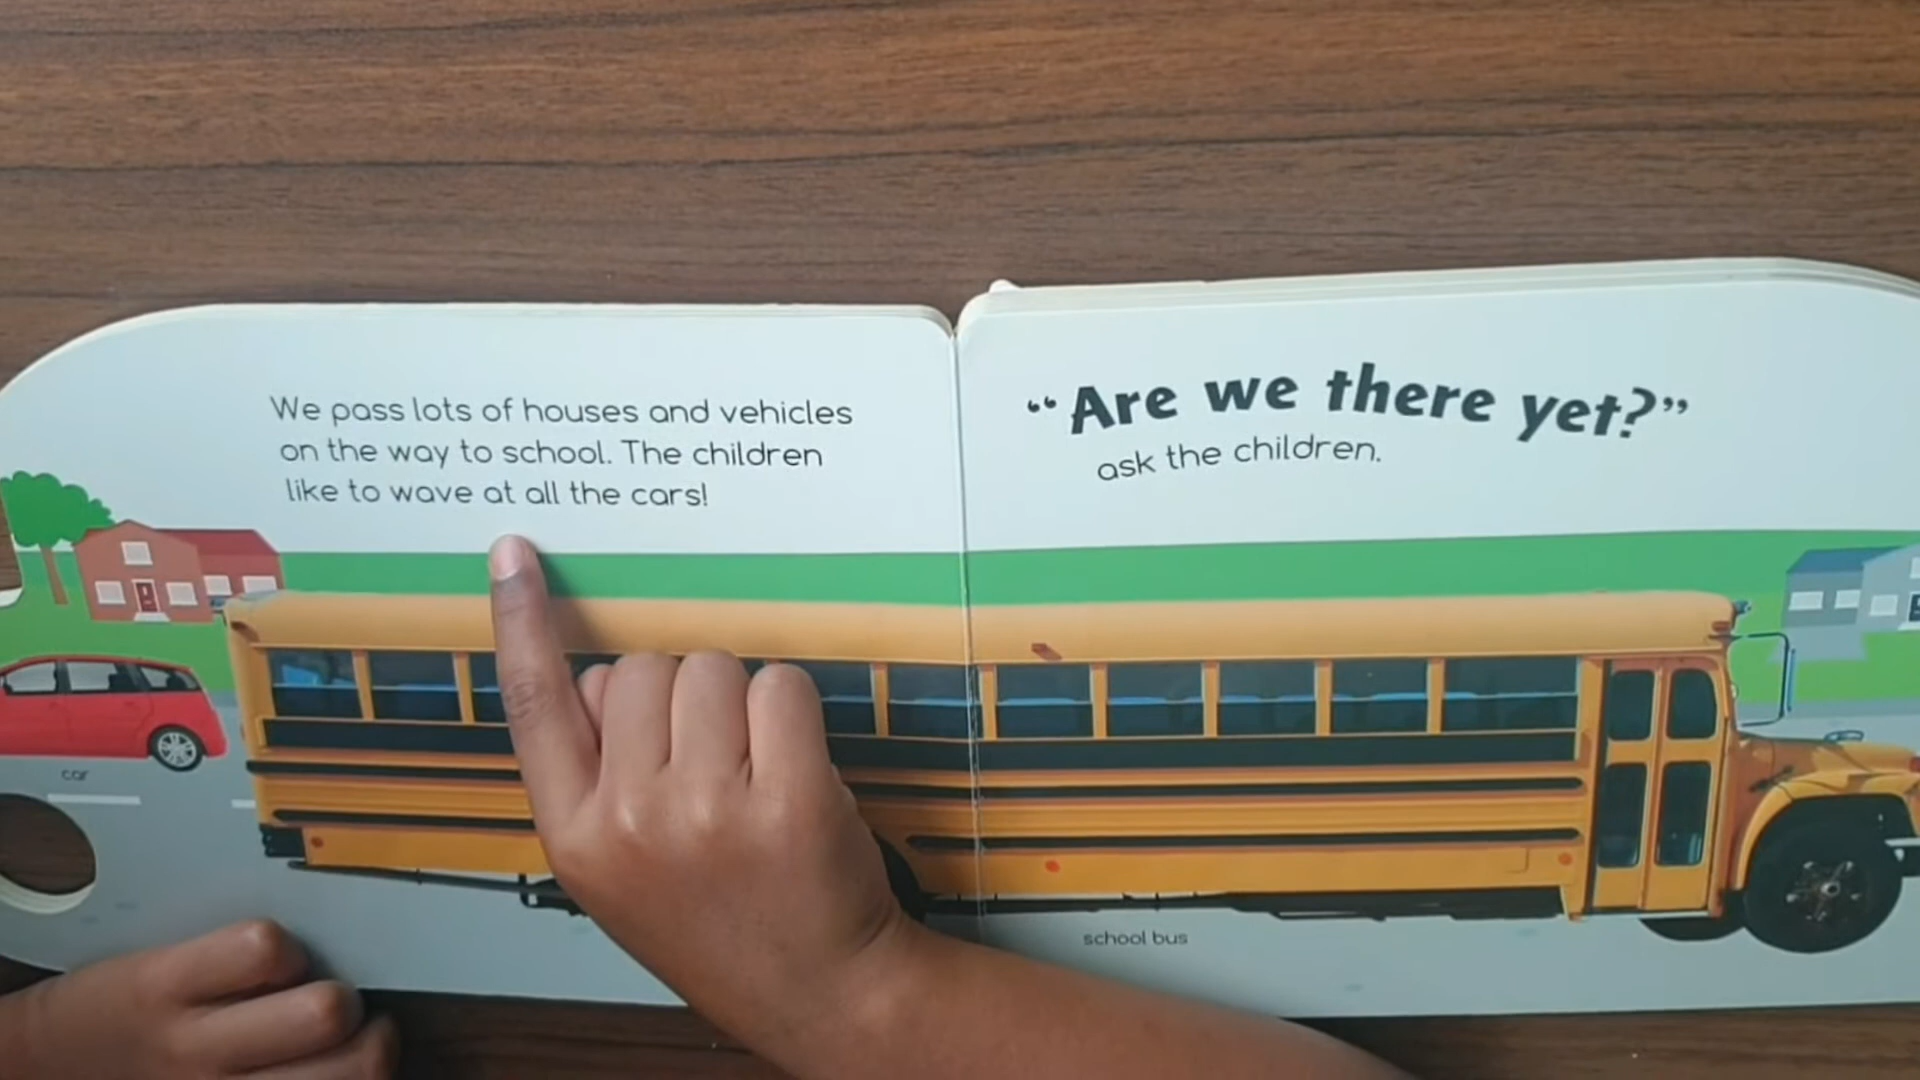 We pass lots of houses and vehicles
on the way to school. The children
like to wave at all the cars!
car
“Are we there yet?”
ask the children.
school bus